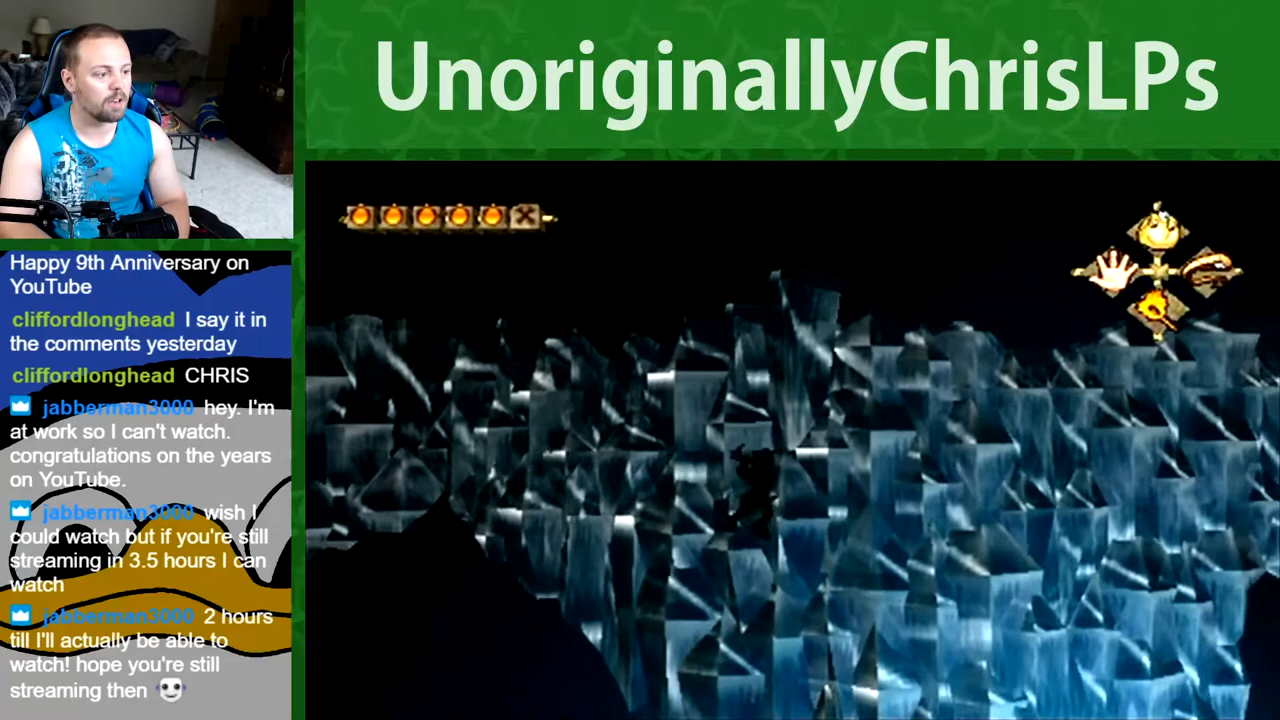 UnoriginallyChrisLPs
Happy 9th Anniversary on
YouTube
cliffordlonghead I say it in
the comments yesterday
cliffordlonghead CHRIS
jabberman3000 hey. I'm
at work so I can't watch.
congratulations on the years
on YouTube.
jabberman3000 wish I
could watch but if you're still
streaming in 3.5 hours I can
watch
jabberman3000 2 hours
till I'll actually be able to
watch! hope you're still
streaming then